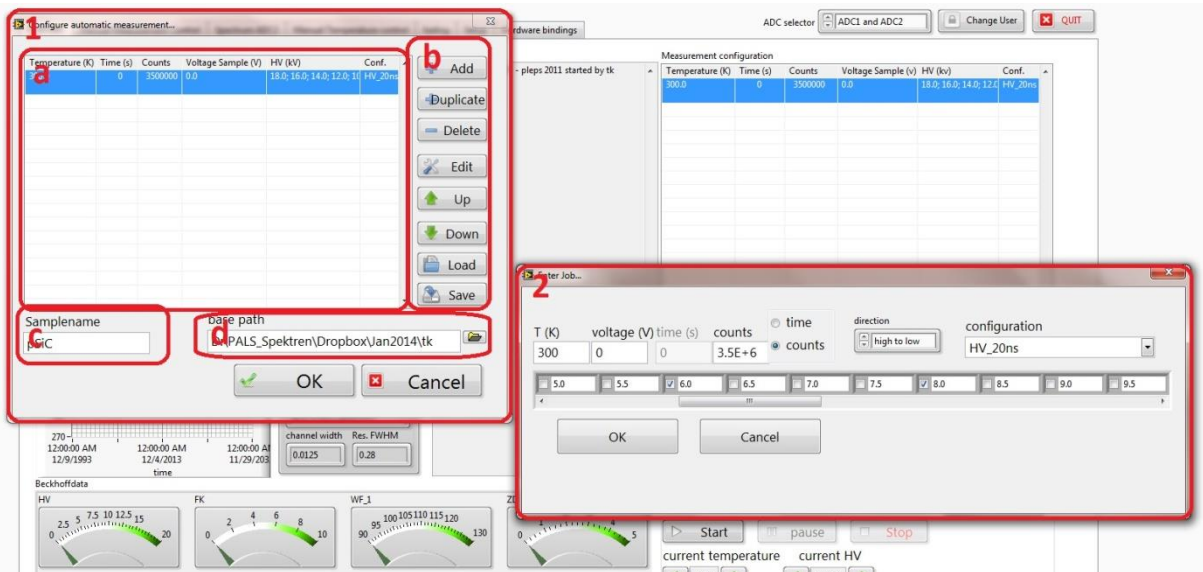 1
Configure automatic measurement...
a
Temperature (K) Time (s) Counts Voltage Sample (V) HV (kV) Conf.
0 3500000 0.0 18.0; 16.0; 14.0; 12.0; 10 HV_20ns
b
Add
Duplicate
Delete
Edit
Up
Down
Load
Save
Samplename
c
base path
d
PALS_Spektren\Dropbox\Jan2014\tk
OK
Cancel
ardware bindings
ADC selector ADC1 and ADC2
Change User
QUIT
- pleps 2011 started by tk
Measurement configuration
Temperature (K) Time (s) Counts Voltage Sample (v) HV (kv) Conf.
300.0 0 3500000 0.0 18.0; 16.0; 14.0; 12.0 HV_20ns
2
Enter Job...
T (K) voltage (V) time (s) counts
300 0 0 3.5E+6
time
counts
direction
high to low
configuration
HV_20ns
5.0 5.5 6.0 6.5 7.0 7.5 8.0 8.5 9.0 9.5
OK
Cancel
270
12:00:00 AM 12:00:00 AM 12:00:00 AM
12/9/1993 12/4/2013 11/29/203
time
channel width Res. FWHM
0.0125 0.28
Beckhoffdata
HV
0 2.5 5 7.5 10 12.5 15 20
FK
0 2 4 6 8 10
WF_1
90 95 100 105 110 115 120 130
0 5
Start
pause
Stop
current temperature current HV